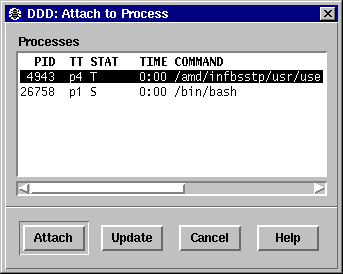 DDD: Attach to Process
Processes
PID TT STAT TIME COMMAND
4943 p4 T 0:00 /amd/infbsstp/usr/use
26758 p1 S 0:00 /bin/bash
Attach Update Cancel Help